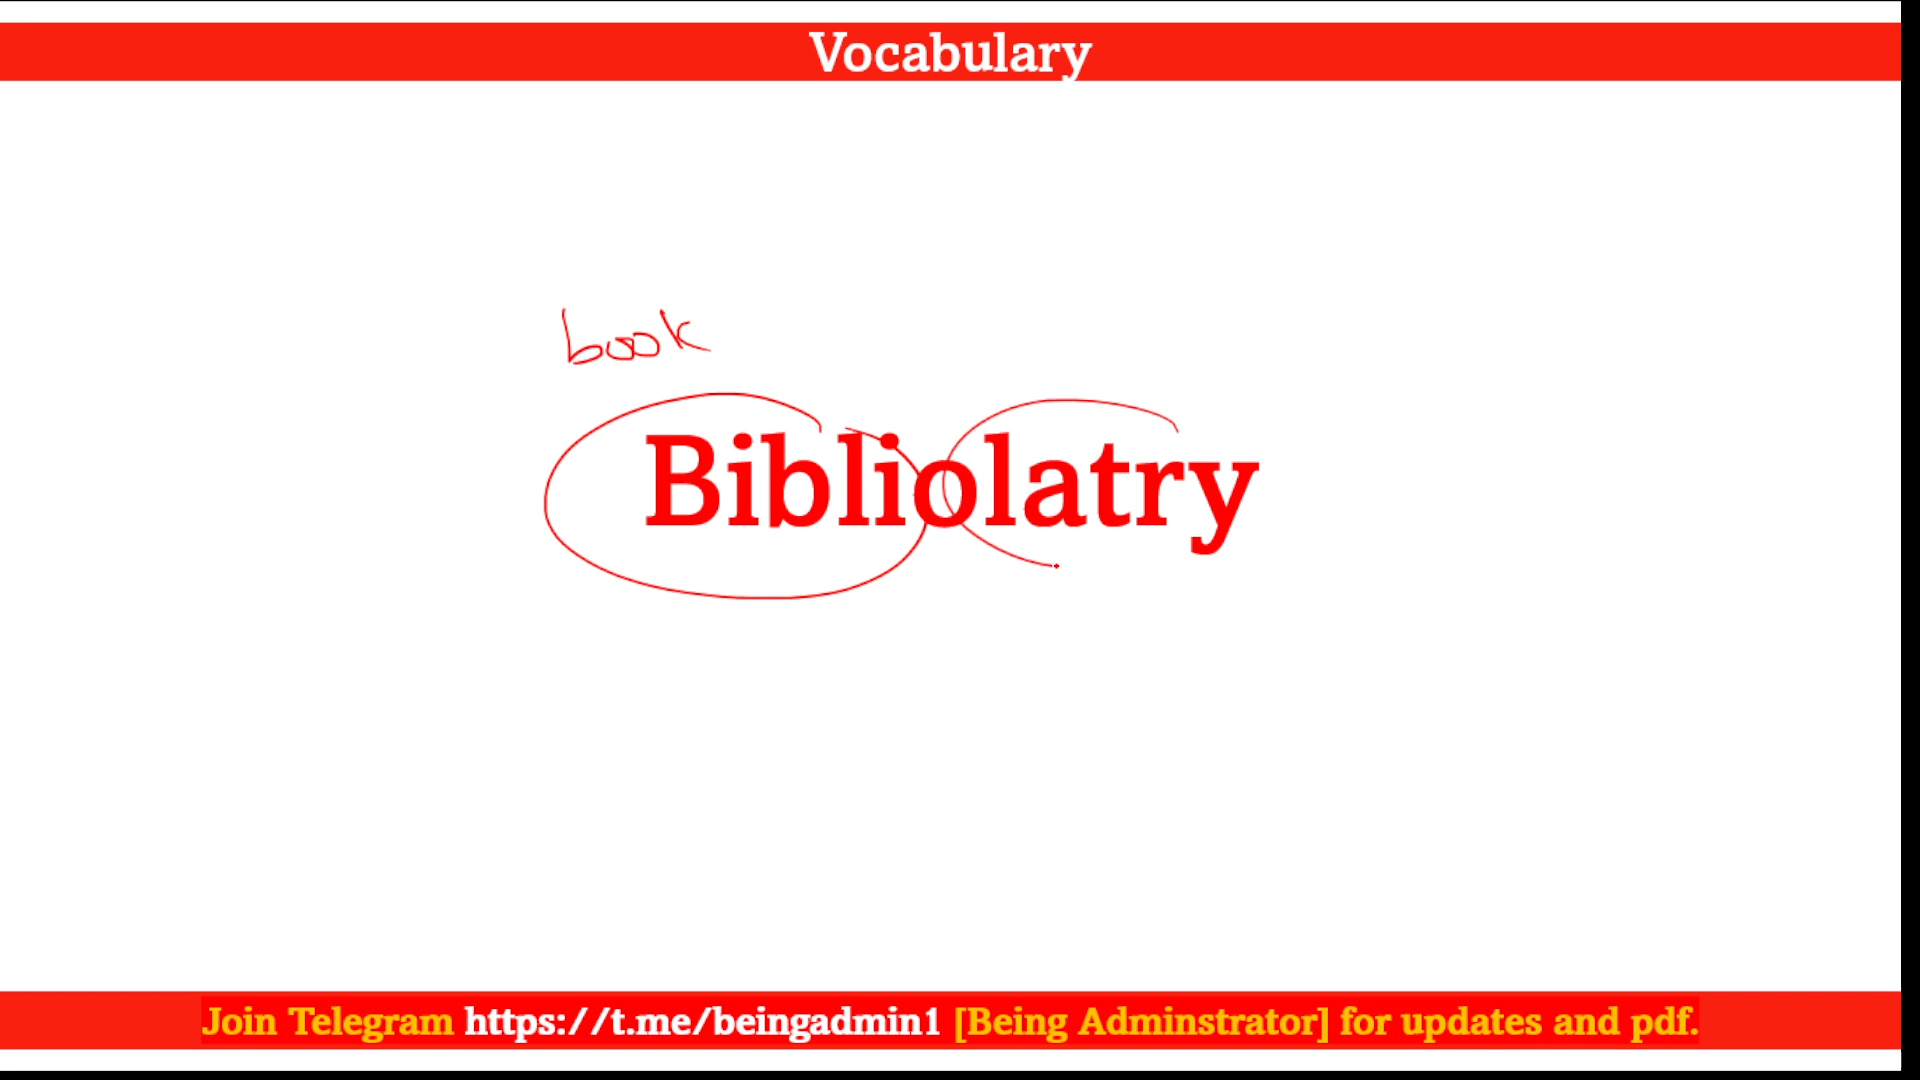 Vocabulary
book
Bibliolatry
Join Telegram https://t.me/beingadmin1 [Being Adminstrator] for updates and pdf.